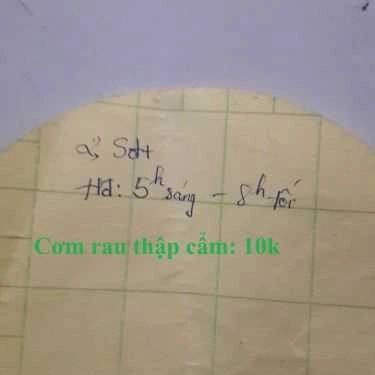 Sđt
Hđ: 5h sáng - 8h tối
Cơm rau thập cẩm: 10k